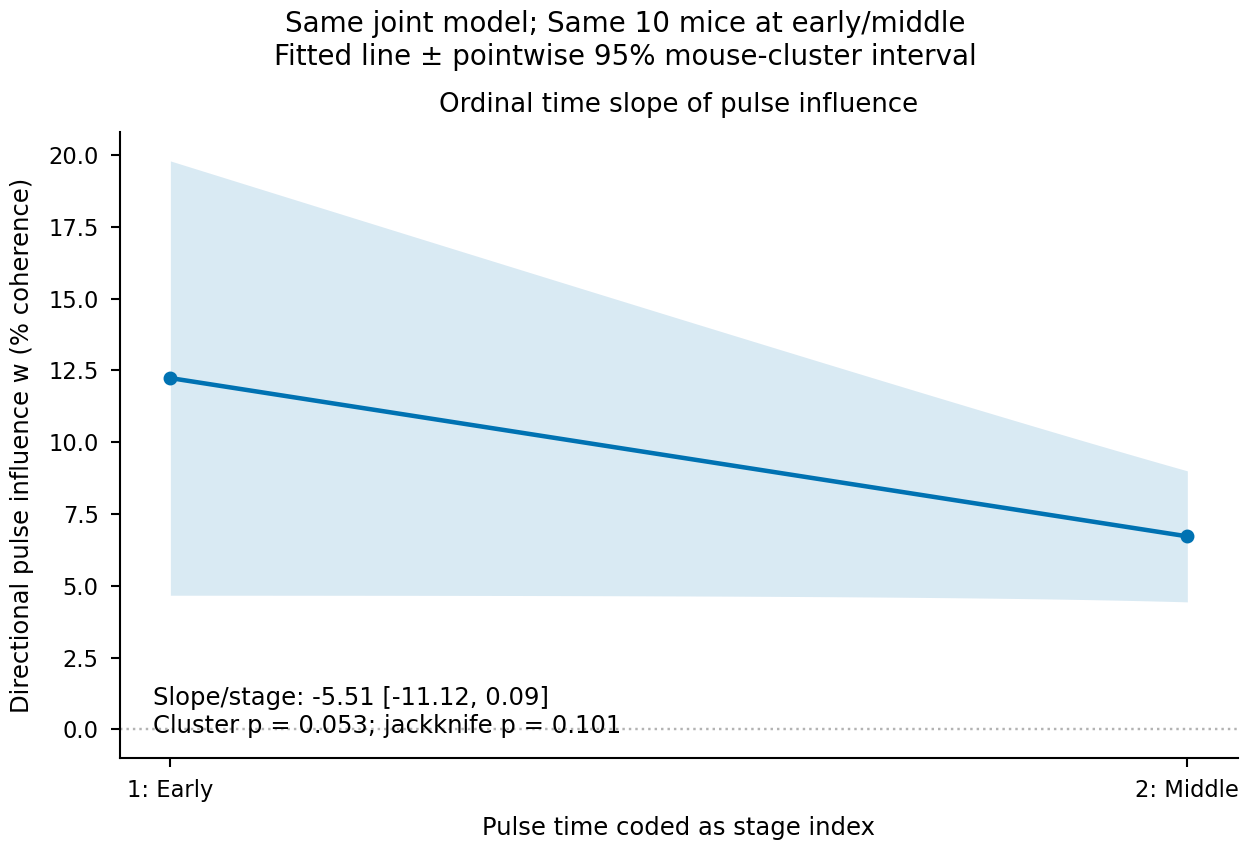 Same joint model; Same 10 mice at early/middle
Fitted line ± pointwise 95% mouse-cluster interval
Ordinal time slope of pulse influence
Directional pulse influence w (% coherence)
20.0
17.5
15.0
12.5
10.0
7.5
5.0
2.5
0.0
Slope/stage: -5.51 [-11.12, 0.09]
Cluster p = 0.053; jackknife p = 0.101
1: Early
2: Middle
Pulse time coded as stage index